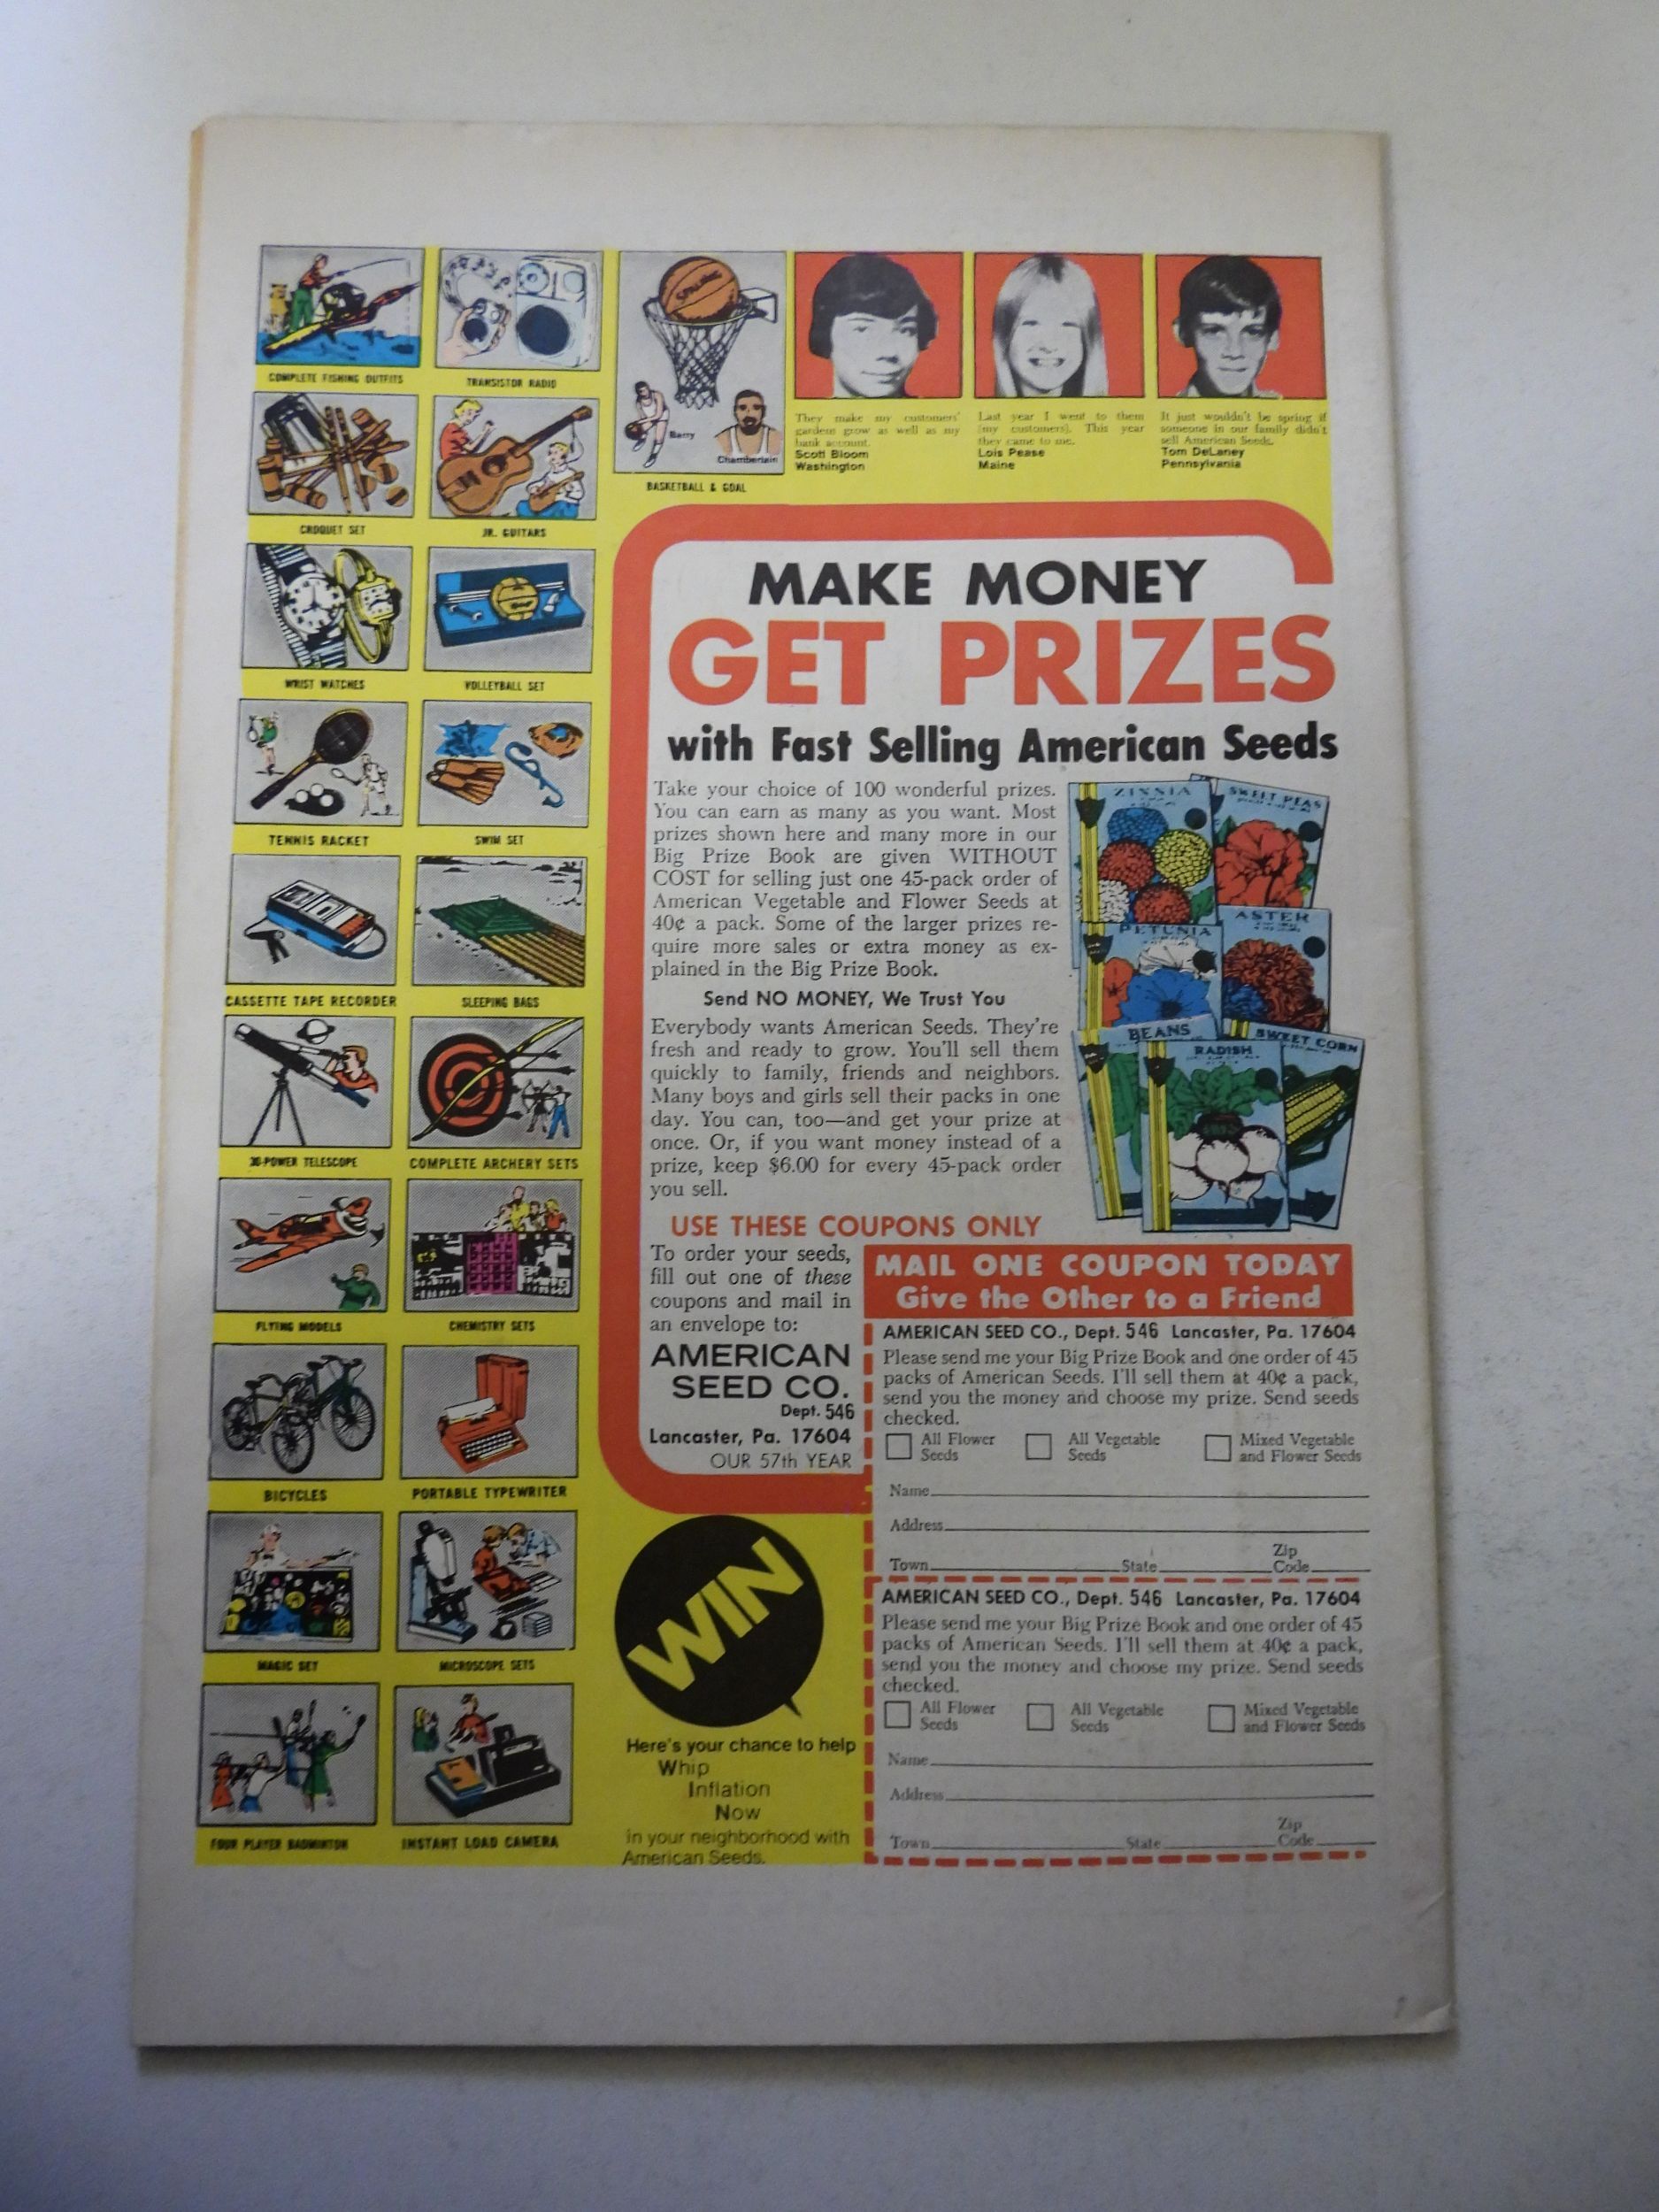 COMPLETE FISHING OUTFITS
TRANSISTOR RADIO
SPALDING
Barry
Chamberlain
BASKETBALL & GOAL
They make my customers'
gardens grow as well as my
bank account.
Scott Bloom
Washington
Last year I went to them
(my customers). This year
they came to me.
Lois Pease
Maine
It just wouldn't be spring if
someone in our family didn't
sell American Seeds.
Tom DeLaney
Pennsylvania
CROQUET SET
JR. GUITARS
WRIST WATCHES
VOLLEYBALL SET
TENNIS RACKET
SWIM SET
CASSETTE TAPE RECORDER
SLEEPING BAGS
30-POWER TELESCOPE
COMPLETE ARCHERY SETS
FLYING MODELS
CHEMISTRY SETS
BICYCLES
PORTABLE TYPEWRITER
MAGIC SET
MICROSCOPE SETS
FOUR PLAYER BADMINTON
INSTANT LOAD CAMERA
MAKE MONEY
GET PRIZES
with Fast Selling American Seeds
Take your choice of 100 wonderful prizes.
You can earn as many as you want. Most
prizes shown here and many more in our
Big Prize Book are given WITHOUT
COST for selling just one 45-pack order of
American Vegetable and Flower Seeds at
40¢ a pack. Some of the larger prizes re-
quire more sales or extra money as ex-
plained in the Big Prize Book.
Send NO MONEY, We Trust You
Everybody wants American Seeds. They're
fresh and ready to grow. You'll sell them
quickly to family, friends and neighbors.
Many boys and girls sell their packs in one
day. You can, too—and get your prize at
once. Or, if you want money instead of a
prize, keep $6.00 for every 45-pack order
you sell.
ZINNIA
SWEET PEAS
PETUNIA
ASTER
BEANS
RADISH
SWEET CORN
USE THESE COUPONS ONLY
To order your seeds,
fill out one of these
coupons and mail in
an envelope to:
AMERICAN
SEED CO.
Dept. 546
Lancaster, Pa. 17604
OUR 57th YEAR
MAIL ONE COUPON TODAY
Give the Other to a Friend
AMERICAN SEED CO., Dept. 546 Lancaster, Pa. 17604
Please send me your Big Prize Book and one order of 45
packs of American Seeds. I'll sell them at 40¢ a pack,
send you the money and choose my prize. Send seeds
checked.
All Flower Seeds
All Vegetable Seeds
Mixed Vegetable and Flower Seeds
Name
Address
Town State Zip Code
AMERICAN SEED CO., Dept. 546 Lancaster, Pa. 17604
Please send me your Big Prize Book and one order of 45
packs of American Seeds. I'll sell them at 40¢ a pack,
send you the money and choose my prize. Send seeds
checked.
All Flower Seeds
All Vegetable Seeds
Mixed Vegetable and Flower Seeds
Name
Address
Town State Zip Code
WIN
Here's your chance to help
Whip
Inflation
Now
in your neighborhood with
American Seeds.